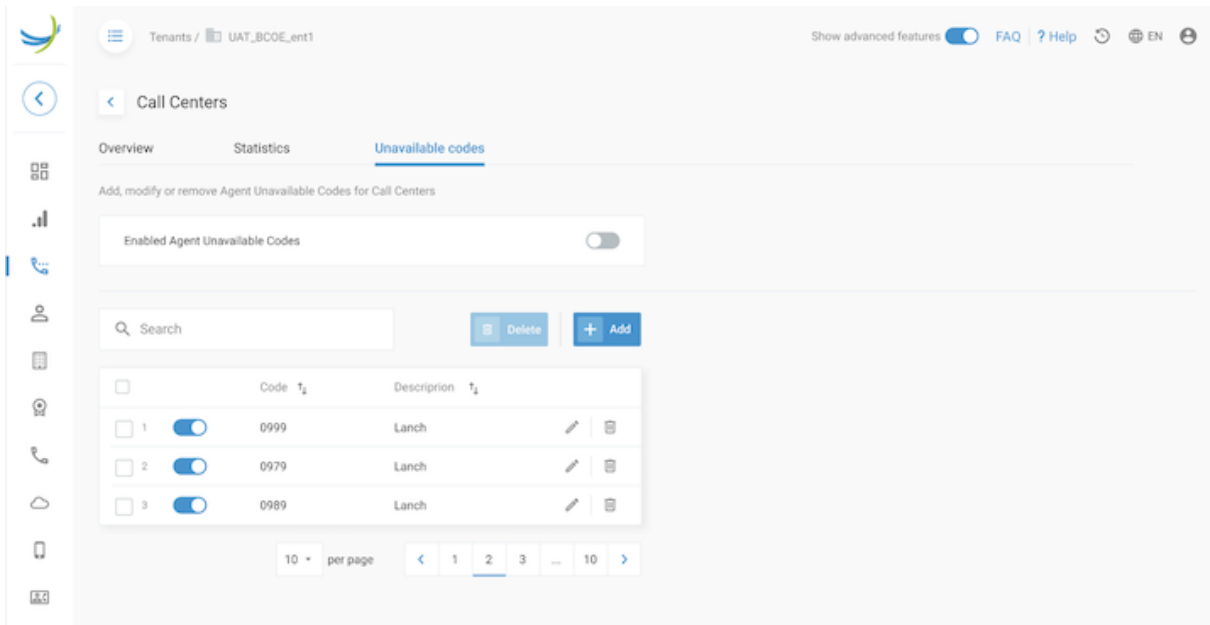 Tenants / UAT_BCOE_ent1
Show advanced features FAQ ? Help EN
Call Centers
Overview Statistics Unavailable codes
Add, modify or remove Agent Unavailable Codes for Call Centers
Enabled Agent Unavailable Codes
Search Delete + Add
Code Descriprion
1 0999 Lanch
2 0979 Lanch
3 0989 Lanch
10 per page 1 2 3 ... 10